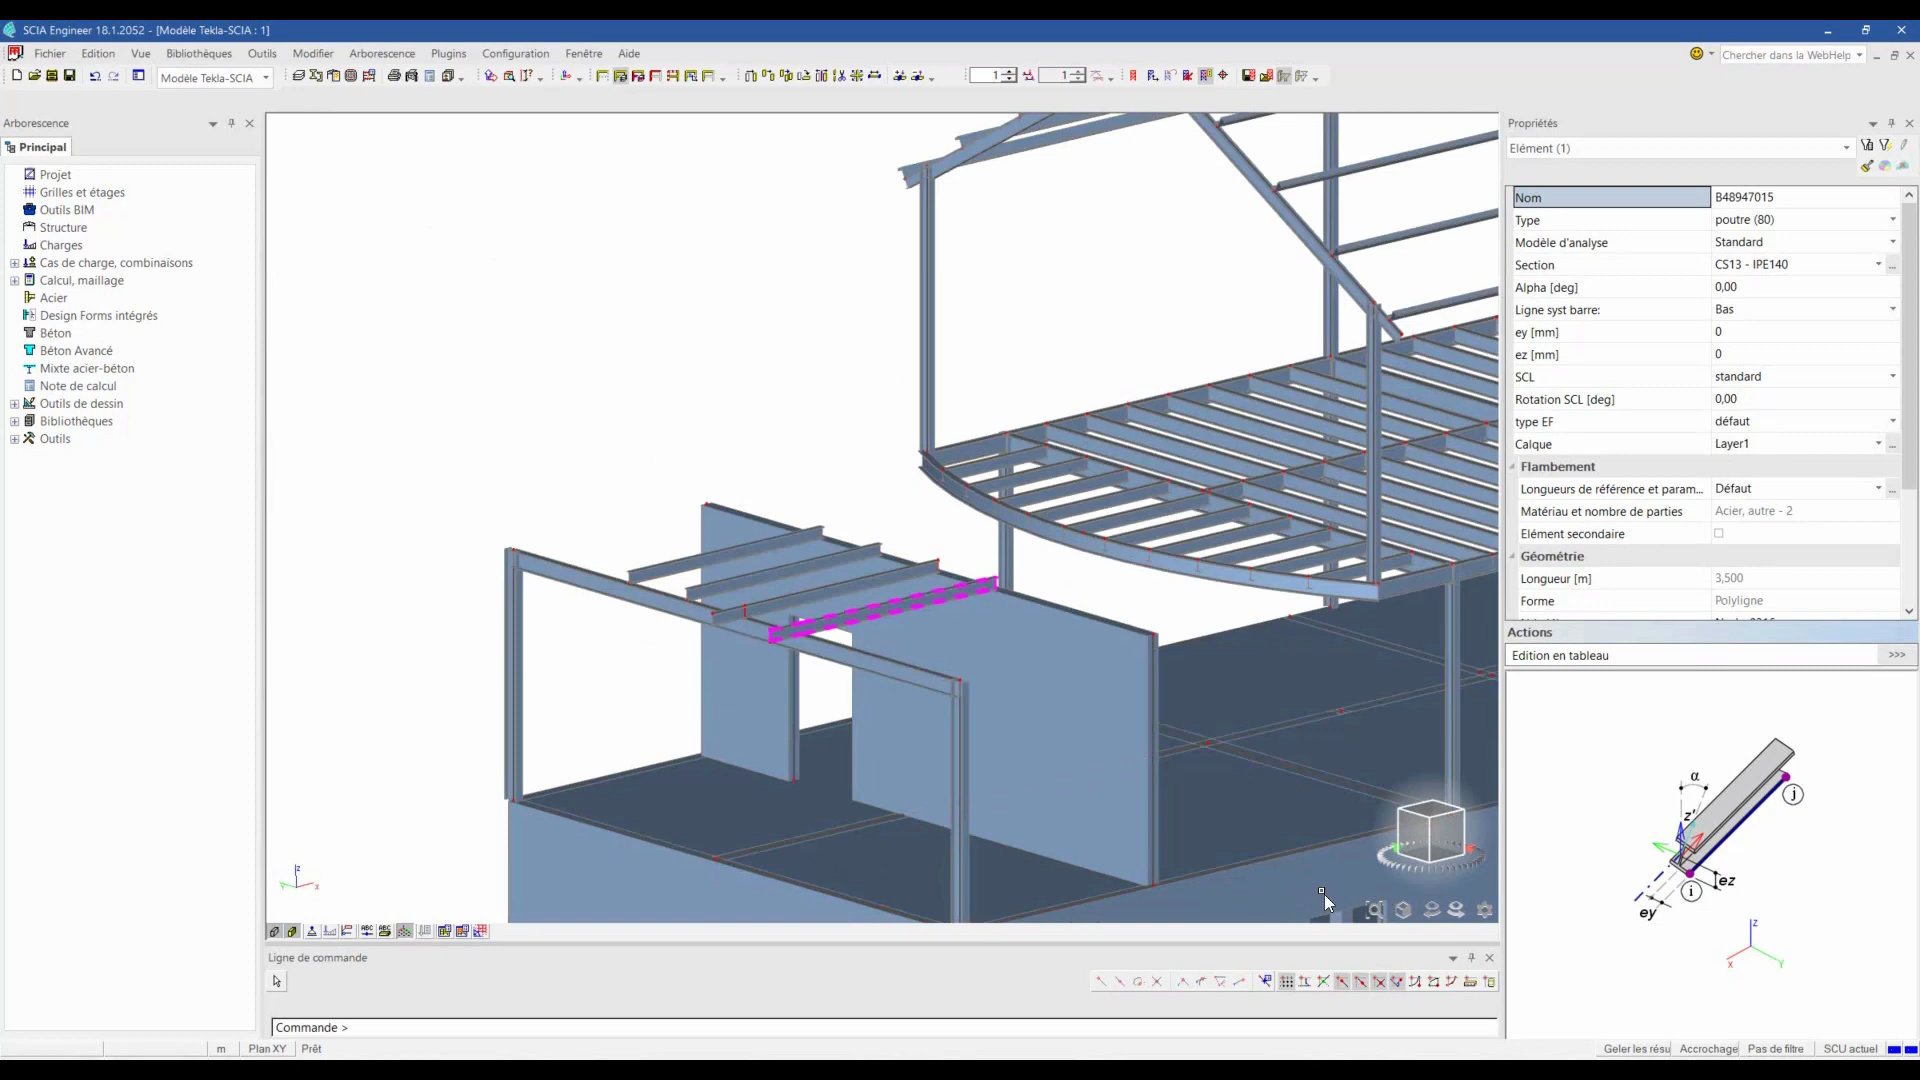 SCIA Engineer 18.1.2052 - [Modèle Tekla-SCIA : 1]
Fichier Edition Vue Bibliothèques Outils Modifier Arborescence Plugins Configuration Fenêtre Aide
Chercher dans la WebHelp
Modèle Tekla-SCIA
1
1
Arborescence
Principal
Projet
Grilles et étages
Outils BIM
Structure
Charges
Cas de charge, combinaisons
Calcul, maillage
Acier
Design Forms intégrés
Béton
Béton Avancé
Mixte acier-béton
Note de calcul
Outils de dessin
Bibliothèques
Outils
z
x
Propriétés
Elément (1)
Nom B48947015
Type poutre (80)
Modèle d'analyse Standard
Section CS13 - IPE140 ...
Alpha [deg] 0,00
Ligne syst barre: Bas
ey [mm] 0
ez [mm] 0
SCL standard
Rotation SCL [deg] 0,00
type EF défaut
Calque Layer1 ...
Flambement
Longueurs de référence et param... Défaut ...
Matériau et nombre de parties Acier, autre - 2
Elément secondaire
Géométrie
Longueur [m] 3,500
Forme Polyligne
Actions
Edition en tableau >>>
α
z'
j
i
ez
ey
z
x
Y
Ligne de commande
Commande >
m Plan XY Prêt
Geler les résu Accrochage Pas de filtre SCU actuel